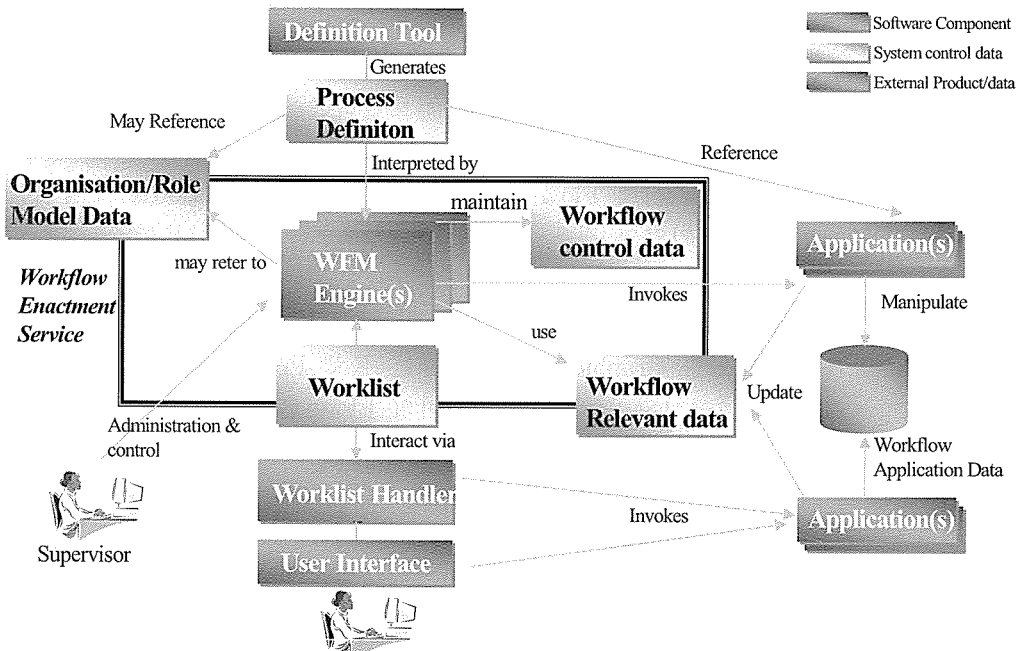 Definition Tool
Software Component
System control data
External Product/data
Generates
Process
Definiton
May Reference
Reference
Interpreted by
Organisation/Role
Model Data
maintain
Workflow
control data
Application(s)
WFM
Engine(s)
may reter to
Workflow
Enactment
Service
Invokes
Manipulate
use
Worklist
Workflow
Relevant data
Update
Administration &
control
Interact via
Workflow
Application Data
Worklist Handler
Invokes
Application(s)
Supervisor
User Interface